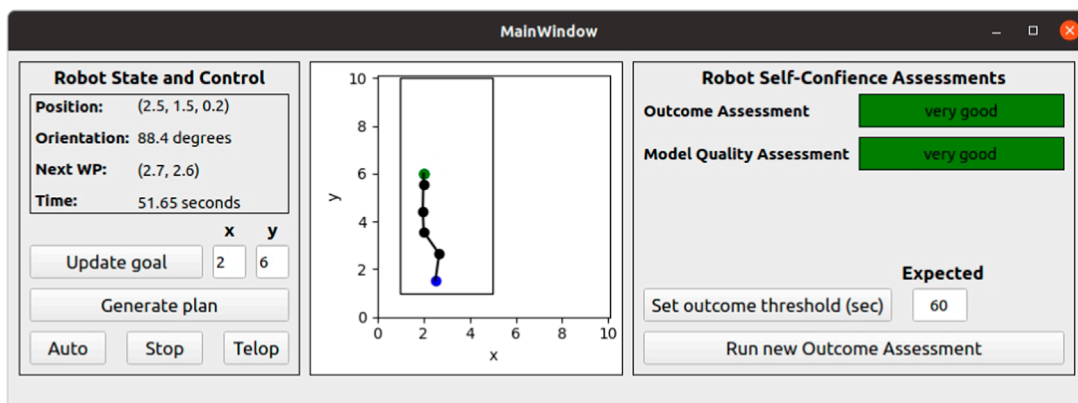 MainWindow
Robot State and Control
Position: (2.5, 1.5, 0.2)
Orientation: 88.4 degrees
Next WP: (2.7, 2.6)
Time: 51.65 seconds
x y
Update goal 2 6
Generate plan
Auto Stop Telop
10
8
6
4
2
0
y
0 2 4 6 8 10
x
Robot Self-Confience Assessments
Outcome Assessment very good
Model Quality Assessment very good
Expected
Set outcome threshold (sec) 60
Run new Outcome Assessment